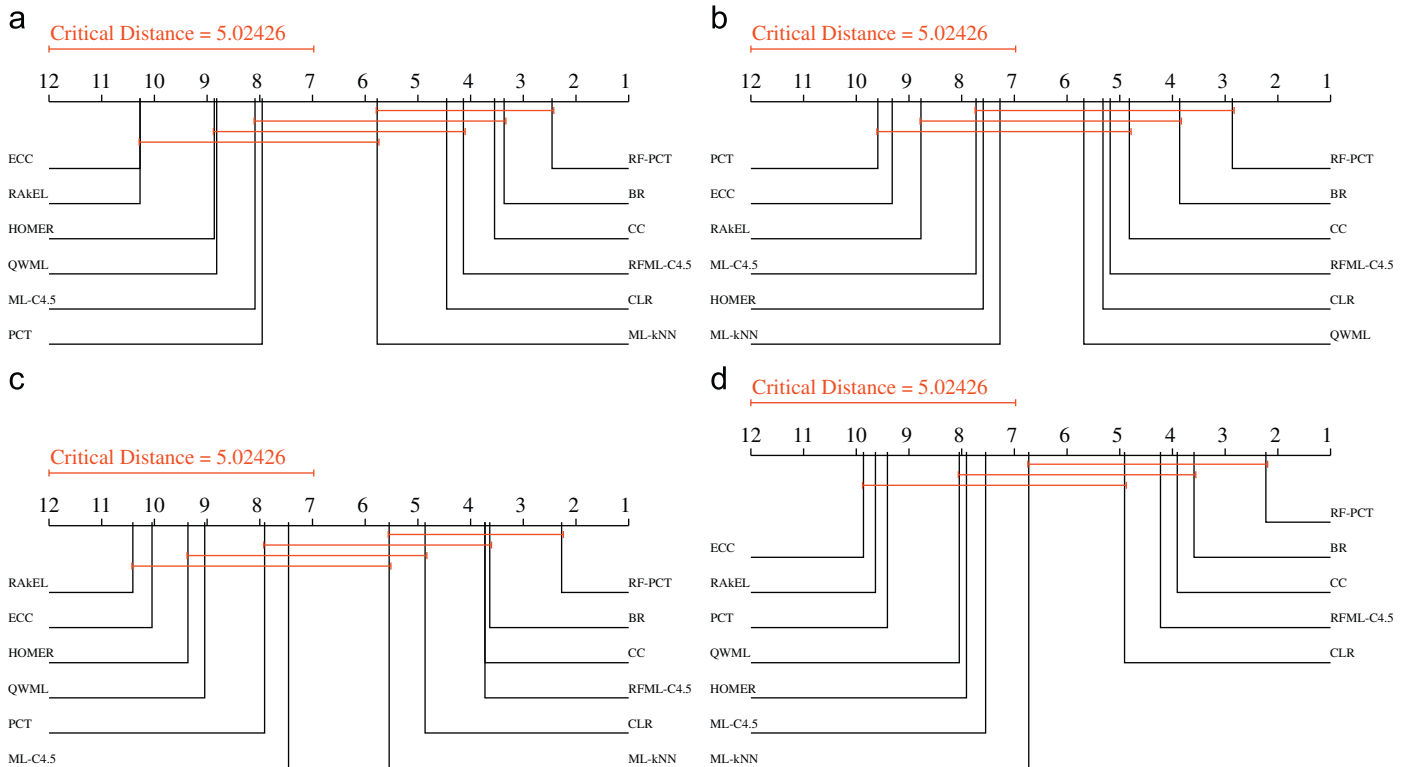 a
Critical Distance = 5.02426
12 11 10 9 8 7 6 5 4 3 2 1
ECC
RAkEL
HOMER
QWML
ML-C4.5
PCT
RF-PCT
BR
CC
RFML-C4.5
CLR
ML-kNN
b
Critical Distance = 5.02426
12 11 10 9 8 7 6 5 4 3 2 1
PCT
ECC
RAkEL
ML-C4.5
HOMER
ML-kNN
RF-PCT
BR
CC
RFML-C4.5
CLR
QWML
c
Critical Distance = 5.02426
12 11 10 9 8 7 6 5 4 3 2 1
RAkEL
ECC
HOMER
QWML
PCT
ML-C4.5
RF-PCT
BR
CC
RFML-C4.5
CLR
ML-kNN
d
Critical Distance = 5.02426
12 11 10 9 8 7 6 5 4 3 2 1
ECC
RAkEL
PCT
QWML
HOMER
ML-C4.5
ML-kNN
RF-PCT
BR
CC
RFML-C4.5
CLR